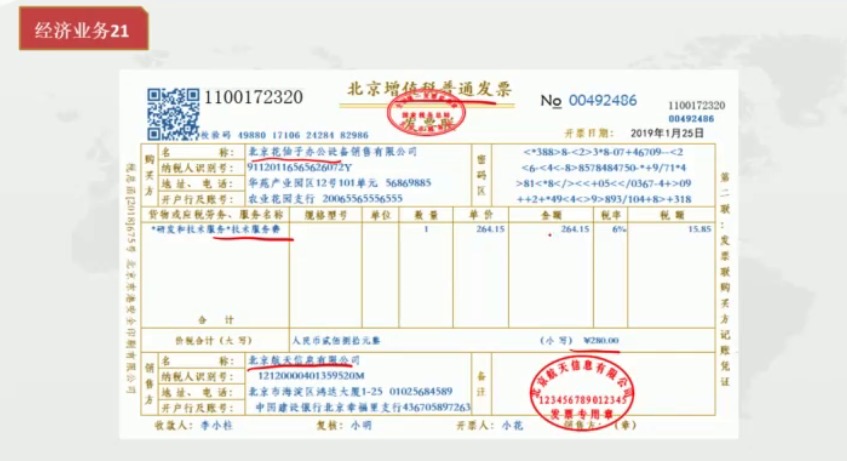 经济业务21
1100172320
北京增值税普通发票
发票联
No 00492486
1100172320
00492486
校验码 49880 17106 24284 82986
开票日期： 2019年1月25日
购买方
名　　称： 北京花仙子办公设备销售有限公司
纳税人识别号： 91120116565626072Y
地址、电话： 华苑产业园区12号101单元 56869885
开户行及账号： 农业花园支行 20065565556555
密码区
<*388>8-<2>3*8-07+46709--<2
<6-<4-<8>8578484750-*+9/71*4
>81<*8</><<+05<</0367-4+>09
++2+*49<4<>9>893/104+8>+318
货物或应税劳务、服务名称 规格型号 单位 数量 单价 金额 税率 税额
*研发和技术服务*技术服务费 1 264.15 264.15 6% 15.85
合计
价税合计（大写） 人民币贰佰捌拾元整 （小写） ¥280.00
销售方
名　　称： 北京航天信息有限公司
纳税人识别号： 12120000401359520M
地址、电话： 北京市海淀区鸿达大厦1-25 01025684589
开户行及账号： 中国建设银行北京幸福里支行436705897263
备注
北京航天信息有限公司
123456789012345
发票专用章
收款人： 李小柱 复核： 小明 开票人： 小花 销售方：（章）
税总函[2018]675号 北京东港安全印刷有限公司
第二联：发票联购买方记账凭证